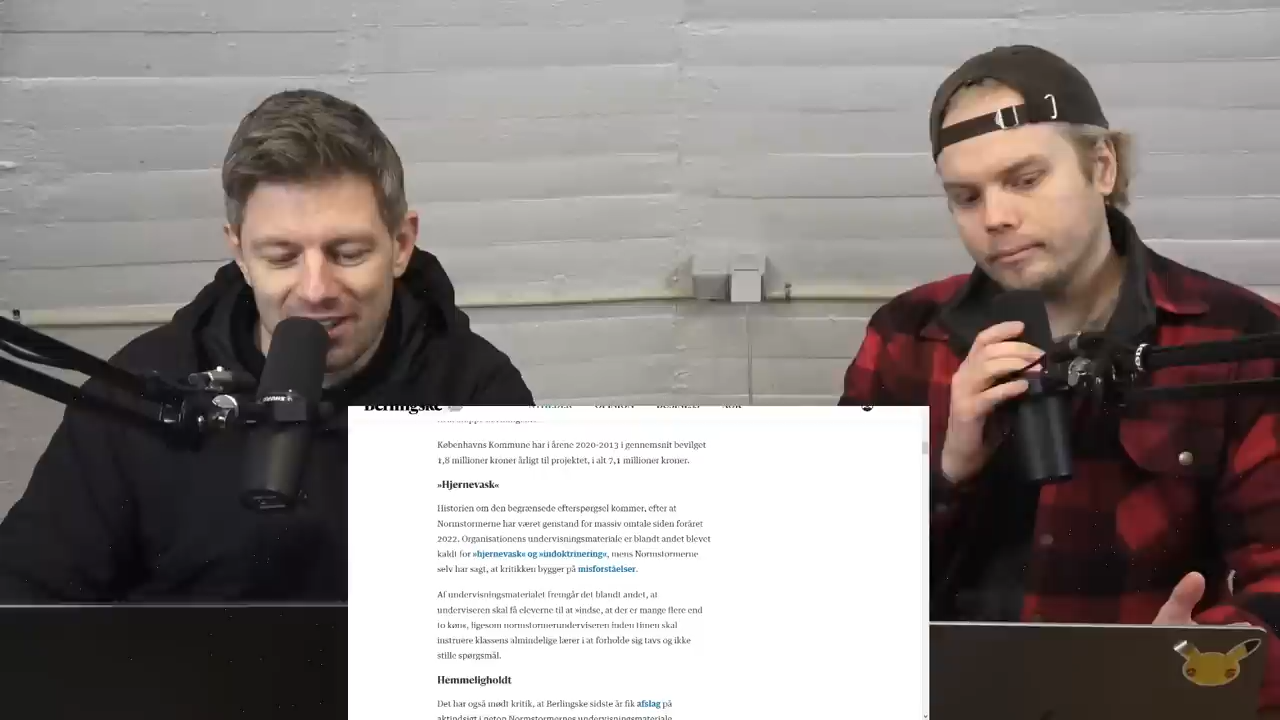 Berlingske
Københavns Kommune har i årene 2020-2013 i gennemsnit bevilget
1,8 millioner kroner årligt til projektet, i alt 7,1 millioner kroner.
»Hjernevask«
Historien om den begrænsede efterspørgsel kommer, efter at
Normstormerne har været genstand for massiv omtale siden foråret
2022. Organisationens undervisningsmateriale er blandt andet blevet
kaldt for »hjernevask« og »indoktrinering«, mens Normstormerne
selv har sagt, at kritikken bygger på misforståelser.
Af undervisningsmaterialet fremgår det blandt andet, at
underviseren skal få eleverne til at »indse, at der er mange flere end
to køn«, ligesom normstormerunderviseren inden timen skal
instruere klassens almindelige lærer i at forholde sig tavs og ikke
stille spørgsmål.
Hemmeligholdt
Det har også mødt kritik, at Berlingske sidste år fik afslag på
aktindsigt i netop Normstormernes undervisningsmateriale